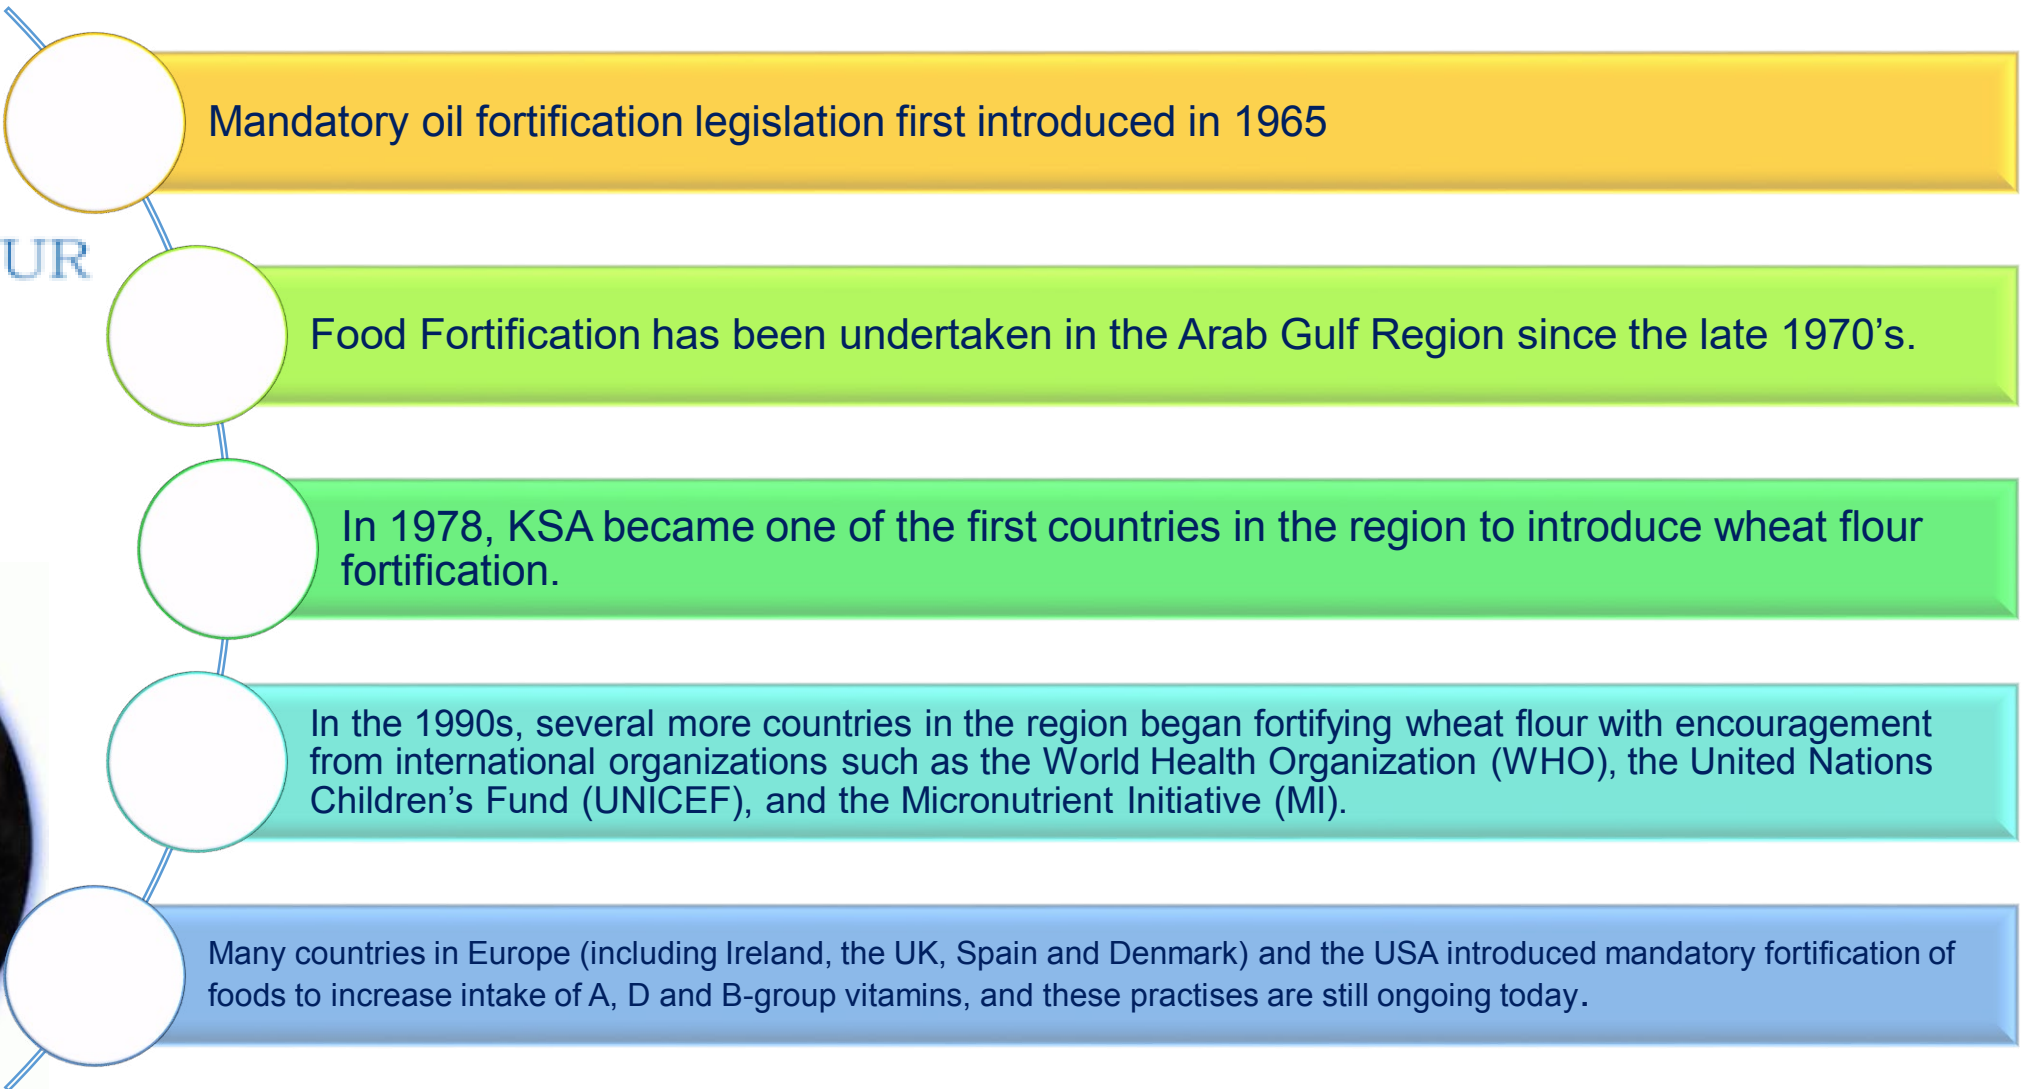 Mandatory oil fortification legislation first introduced in 1965
UR
Food Fortification has been undertaken in the Arab Gulf Region since the late 1970’s.
In 1978, KSA became one of the first countries in the region to introduce wheat flour
fortification.
In the 1990s, several more countries in the region began fortifying wheat flour with encouragement
from international organizations such as the World Health Organization (WHO), the United Nations
Children’s Fund (UNICEF), and the Micronutrient Initiative (MI).
Many countries in Europe (including Ireland, the UK, Spain and Denmark) and the USA introduced mandatory fortification of
foods to increase intake of A, D and B-group vitamins, and these practises are still ongoing today.